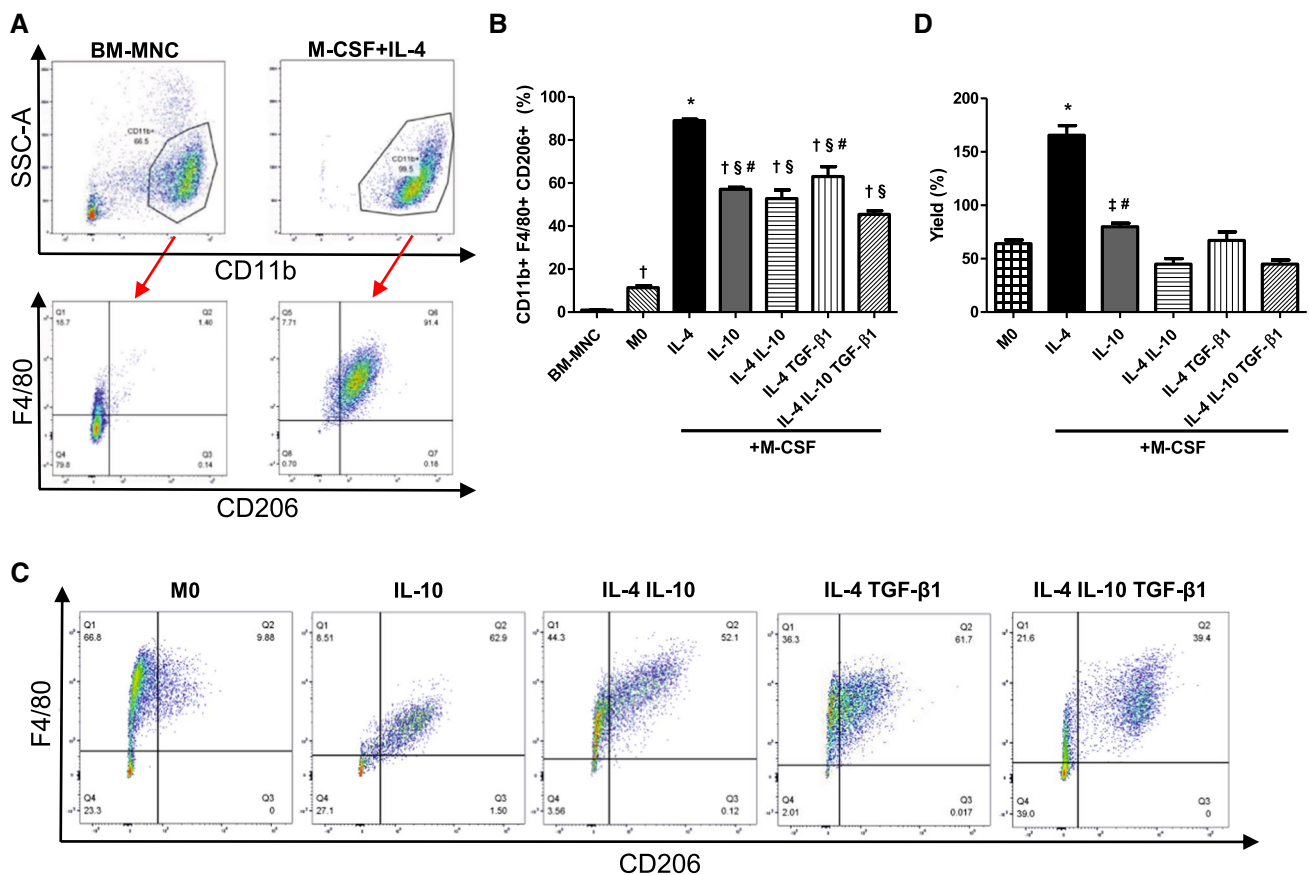 A
BM-MNC
M-CSF+IL-4
SSC-A
CD11b+
66.5
CD11b+
99.5
CD11b
Q1
16.7
Q2
1.40
Q4
79.8
Q3
0.14
Q5
7.71
Q6
91.4
Q8
0.70
Q7
0.18
F4/80
CD206
B
CD11b+ F4/80+ CD206+ (%)
100
80
60
40
20
0
†
*
† § #
† §
† § #
† §
BM-MNC
M0
IL-4
IL-10
IL-4 IL-10
IL-4 TGF-β1
IL-4 IL-10 TGF-β1
+M-CSF
D
Yield (%)
200
150
100
50
0
*
‡ #
M0
IL-4
IL-10
IL-4 IL-10
IL-4 TGF-β1
IL-4 IL-10 TGF-β1
+M-CSF
C
M0
IL-10
IL-4 IL-10
IL-4 TGF-β1
IL-4 IL-10 TGF-β1
F4/80
Q1
66.8
Q2
9.88
Q4
23.3
Q3
0
Q1
8.51
Q2
62.9
Q4
27.1
Q3
1.50
Q1
44.3
Q2
52.1
Q4
3.56
Q3
0.12
Q1
36.3
Q2
61.7
Q4
2.01
Q3
0.017
Q1
21.6
Q2
39.4
Q4
39.0
Q3
0
CD206